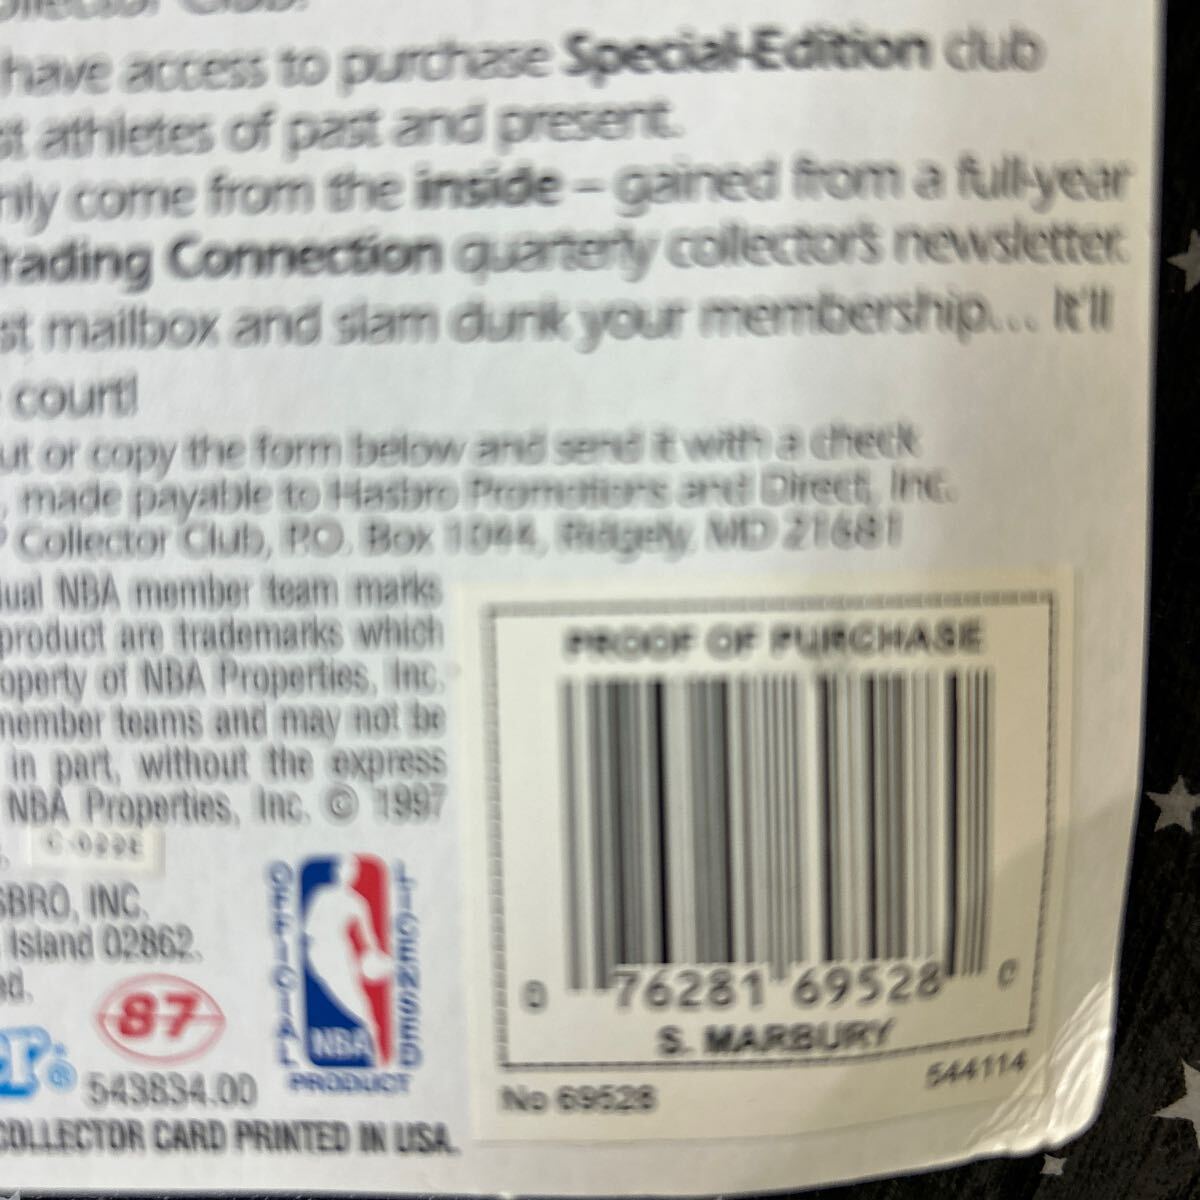 Collector Club.
have access to purchase Special-Edition club
st athletes of past and present.
nly come from the inside – gained from a full-year
Trading Connection quarterly collector's newsletter.
st mailbox and slam dunk your membership... It'll
court!
ut or copy the form below and send it with a check
, made payable to Hasbro Promotions and Direct, Inc.
Collector Club, P.O. Box 1044, Ridgely, MD 21681
dual NBA member team marks
product are trademarks which
operty of NBA Properties, Inc.
member teams and may not be
in part, without the express
NBA Properties, Inc. © 1997
C-022E
SBRO, INC.
Island 02862.
ed.
87
r®
543834.00
OFFICIAL
LICENSED
NBA
PRODUCT
COLLECTOR CARD PRINTED IN USA.
PROOF OF PURCHASE
0 76281 69528
S. MARBURY
No 69528
544114